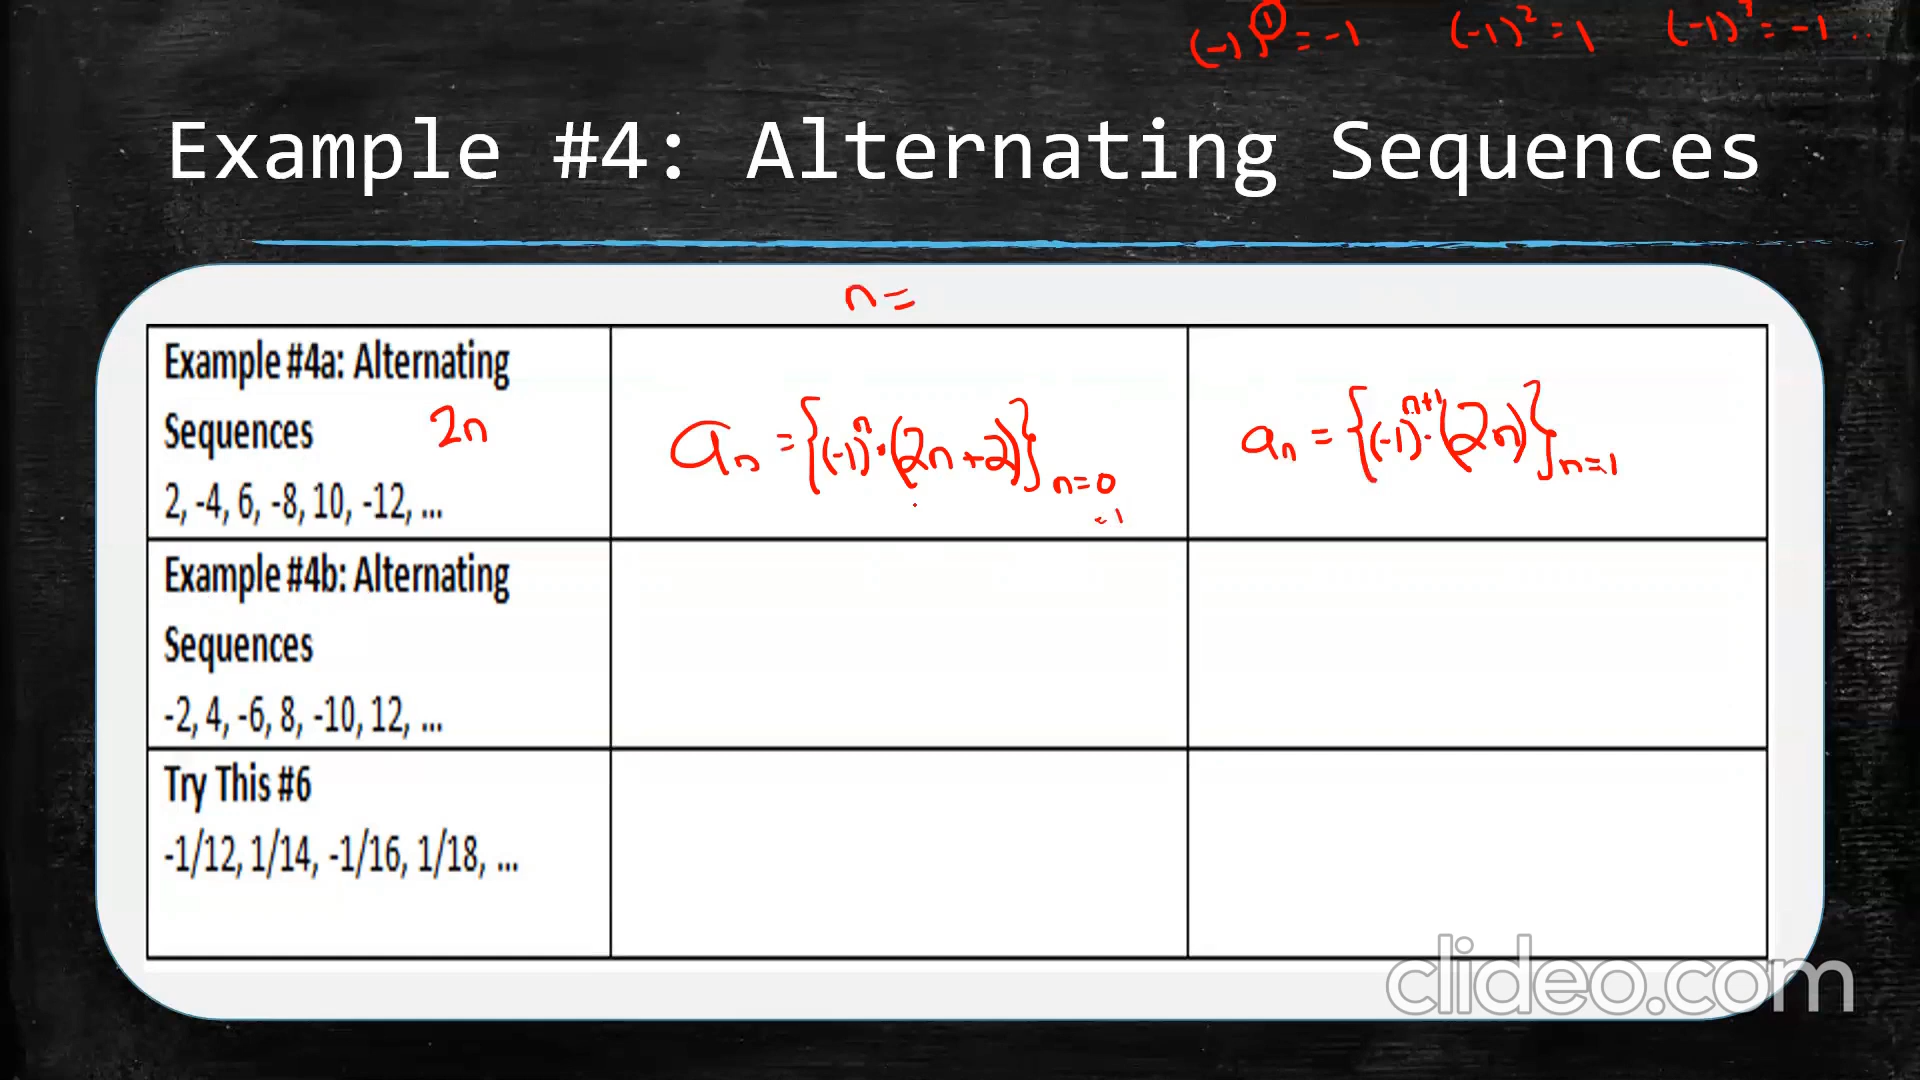 (-1)¹ = -1 (-1)² = 1 (-1)³ = -1 ...
Example #4: Alternating Sequences
n =
Example #4a: Alternating
Sequences 2n
2, -4, 6, -8, 10, -12, ...
aₙ = {(-1)ⁿ · (2n + 2)} n=0
= 1
aₙ = {(-1)ⁿ⁺¹ · (2n)} n=1
Example #4b: Alternating
Sequences
-2, 4, -6, 8, -10, 12, ...
Try This #6
-1/12, 1/14, -1/16, 1/18, ...
clideo.com